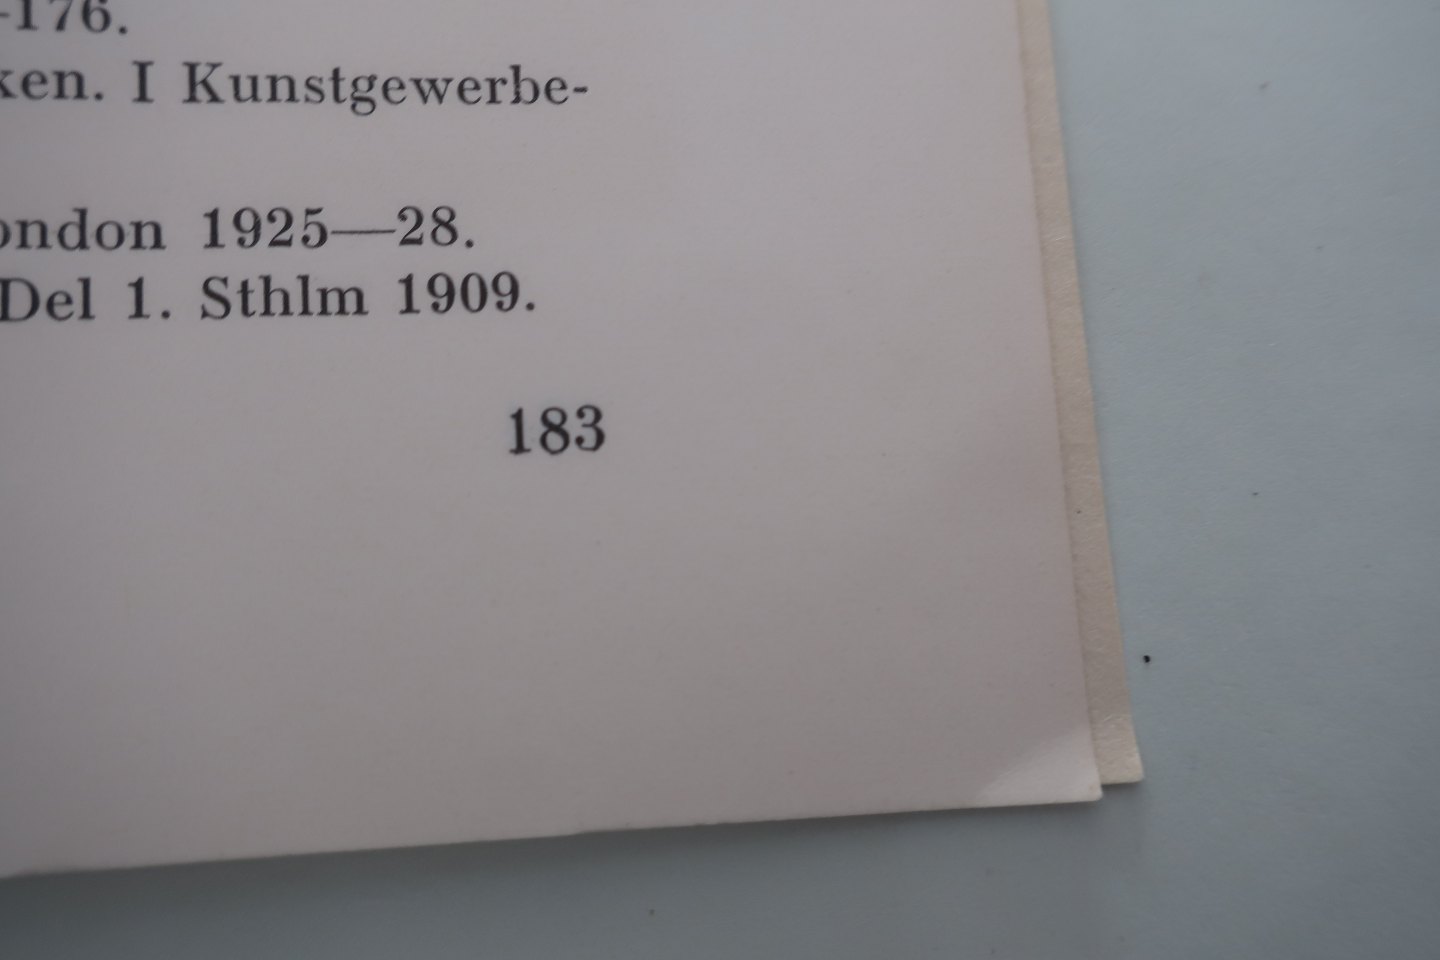 -176.
ken. I Kunstgewerbe-
ondon 1925—28.
Del 1. Sthlm 1909.
183